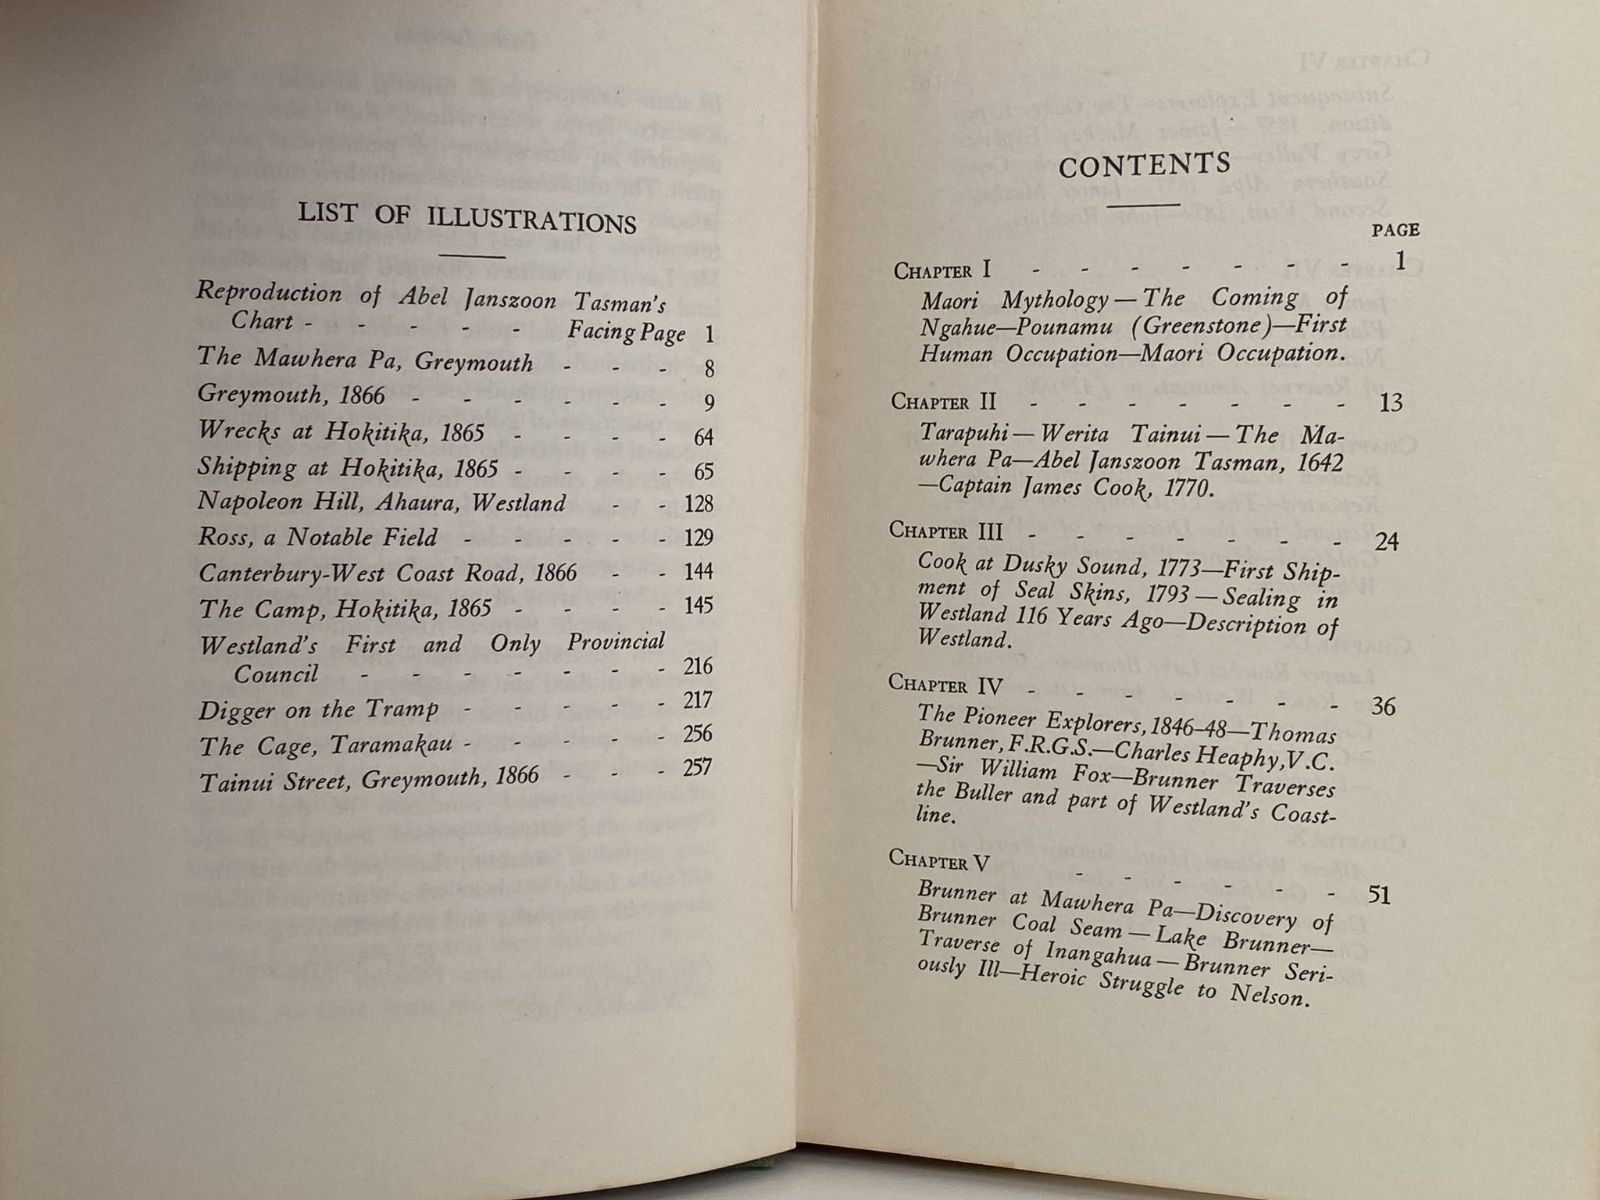 LIST OF ILLUSTRATIONS
Reproduction of Abel Janszoon Tasman's
Chart - - - - - Facing Page 1
The Mawhera Pa, Greymouth - - - 8
Greymouth, 1866 - - - - - - 9
Wrecks at Hokitika, 1865 - - - - 64
Shipping at Hokitika, 1865 - - - - 65
Napoleon Hill, Ahaura, Westland - - 128
Ross, a Notable Field - - - - - 129
Canterbury-West Coast Road, 1866 - - 144
The Camp, Hokitika, 1865 - - - - 145
Westland's First and Only Provincial
Council - - - - - - - 216
Digger on the Tramp - - - - - 217
The Cage, Taramakau - - - - - 256
Tainui Street, Greymouth, 1866 - - - 257
CONTENTS
PAGE
CHAPTER I - - - - - - - 1
Maori Mythology—The Coming of
Ngahue—Pounamu (Greenstone)—First
Human Occupation—Maori Occupation.
CHAPTER II - - - - - - - 13
Tarapuhi—Werita Tainui—The Ma-
whera Pa—Abel Janszoon Tasman, 1642
—Captain James Cook, 1770.
CHAPTER III - - - - - - - 24
Cook at Dusky Sound, 1773—First Ship-
ment of Seal Skins, 1793—Sealing in
Westland 116 Years Ago—Description of
Westland.
CHAPTER IV - - - - - - - 36
The Pioneer Explorers, 1846-48—Thomas
Brunner, F.R.G.S.—Charles Heaphy, V.C.
—Sir William Fox—Brunner Traverses
the Buller and part of Westland's Coast-
line.
CHAPTER V - - - - - - 51
Brunner at Mawhera Pa—Discovery of
Brunner Coal Seam—Lake Brunner—
Traverse of Inangahua—Brunner Seri-
ously Ill—Heroic Struggle to Nelson.